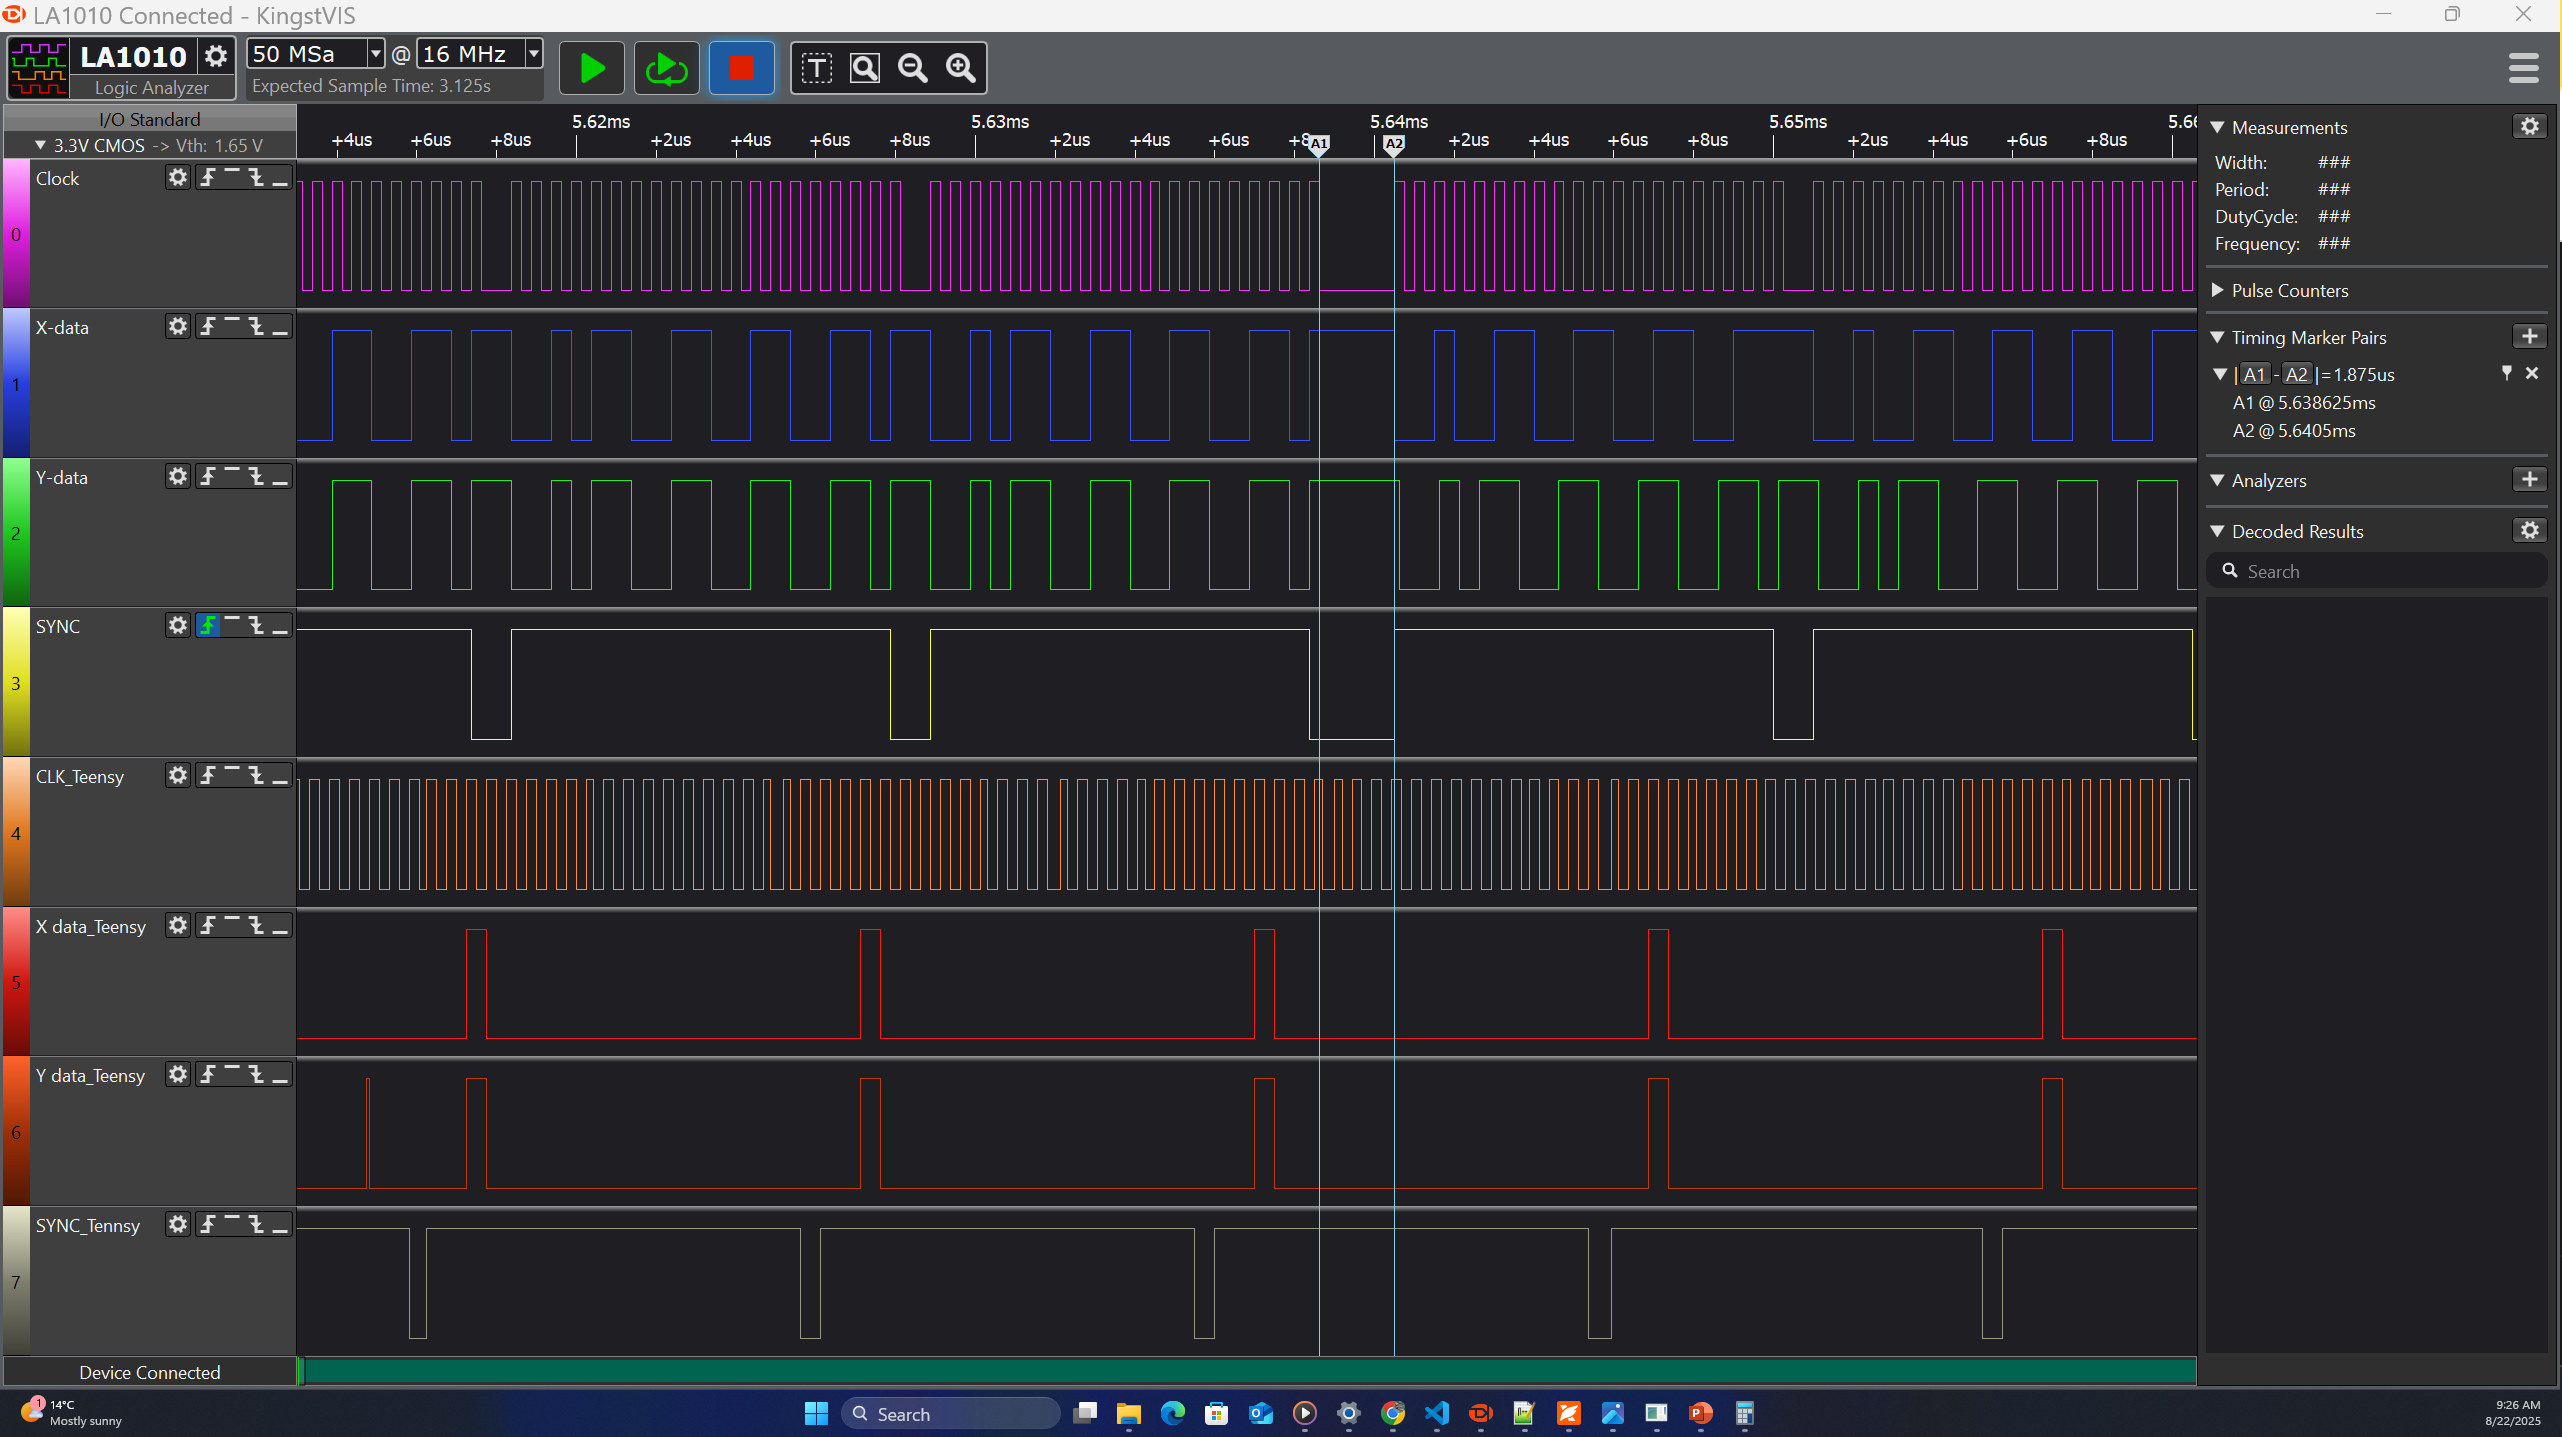 LA1010 Connected - KingstVIS
LA1010
Logic Analyzer
50 MSa @ 16 MHz
Expected Sample Time: 3.125s
I/O Standard
3.3V CMOS -> Vth: 1.65 V
5.62ms 5.63ms 5.64ms 5.65ms 5.66
+4us +6us +8us +2us +4us +6us +8us +2us +4us +6us +8 A1 A2 +2us +4us +6us +8us +2us +4us +6us +8us
0 Clock
1 X-data
2 Y-data
3 SYNC
4 CLK_Teensy
5 X data_Teensy
6 Y data_Teensy
7 SYNC_Tennsy
Device Connected
Measurements
Width: ###
Period: ###
DutyCycle: ###
Frequency: ###
Pulse Counters
Timing Marker Pairs
|A1-A2|=1.875us
A1 @ 5.638625ms
A2 @ 5.6405ms
Analyzers
Decoded Results
Search
1
14°C
Mostly sunny
Search
9:26 AM
8/22/2025